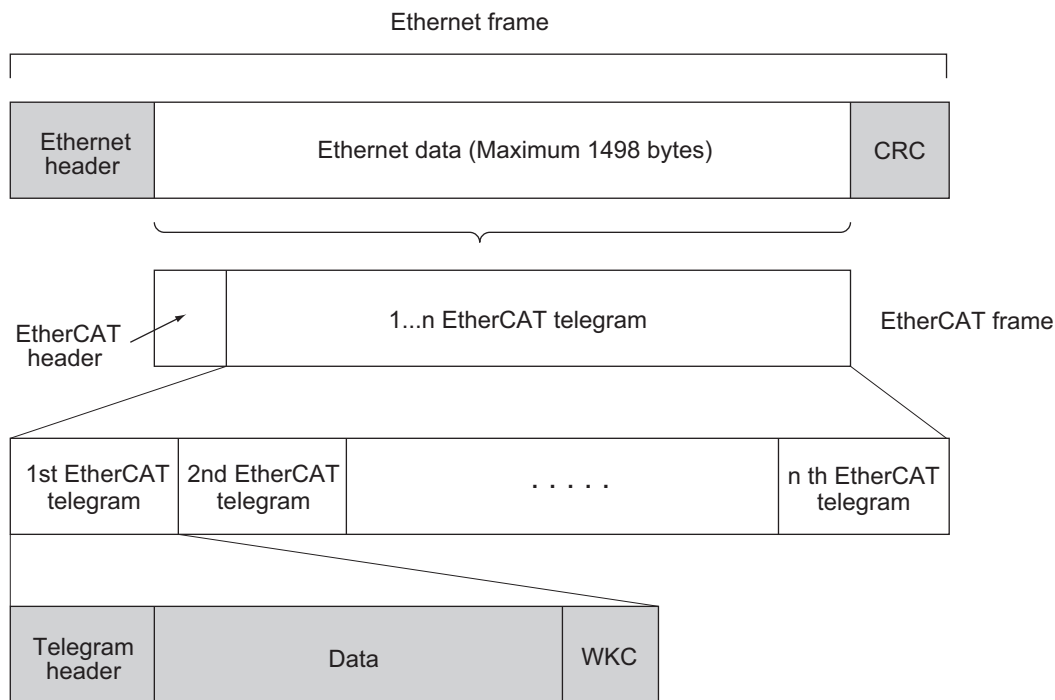 Ethernet frame
Ethernet
header
Ethernet data (Maximum 1498 bytes)
CRC
EtherCAT
header
1...n EtherCAT telegram
EtherCAT frame
1st EtherCAT
telegram
2nd EtherCAT
telegram
. . . . .
n th EtherCAT
telegram
Telegram
header
Data
WKC